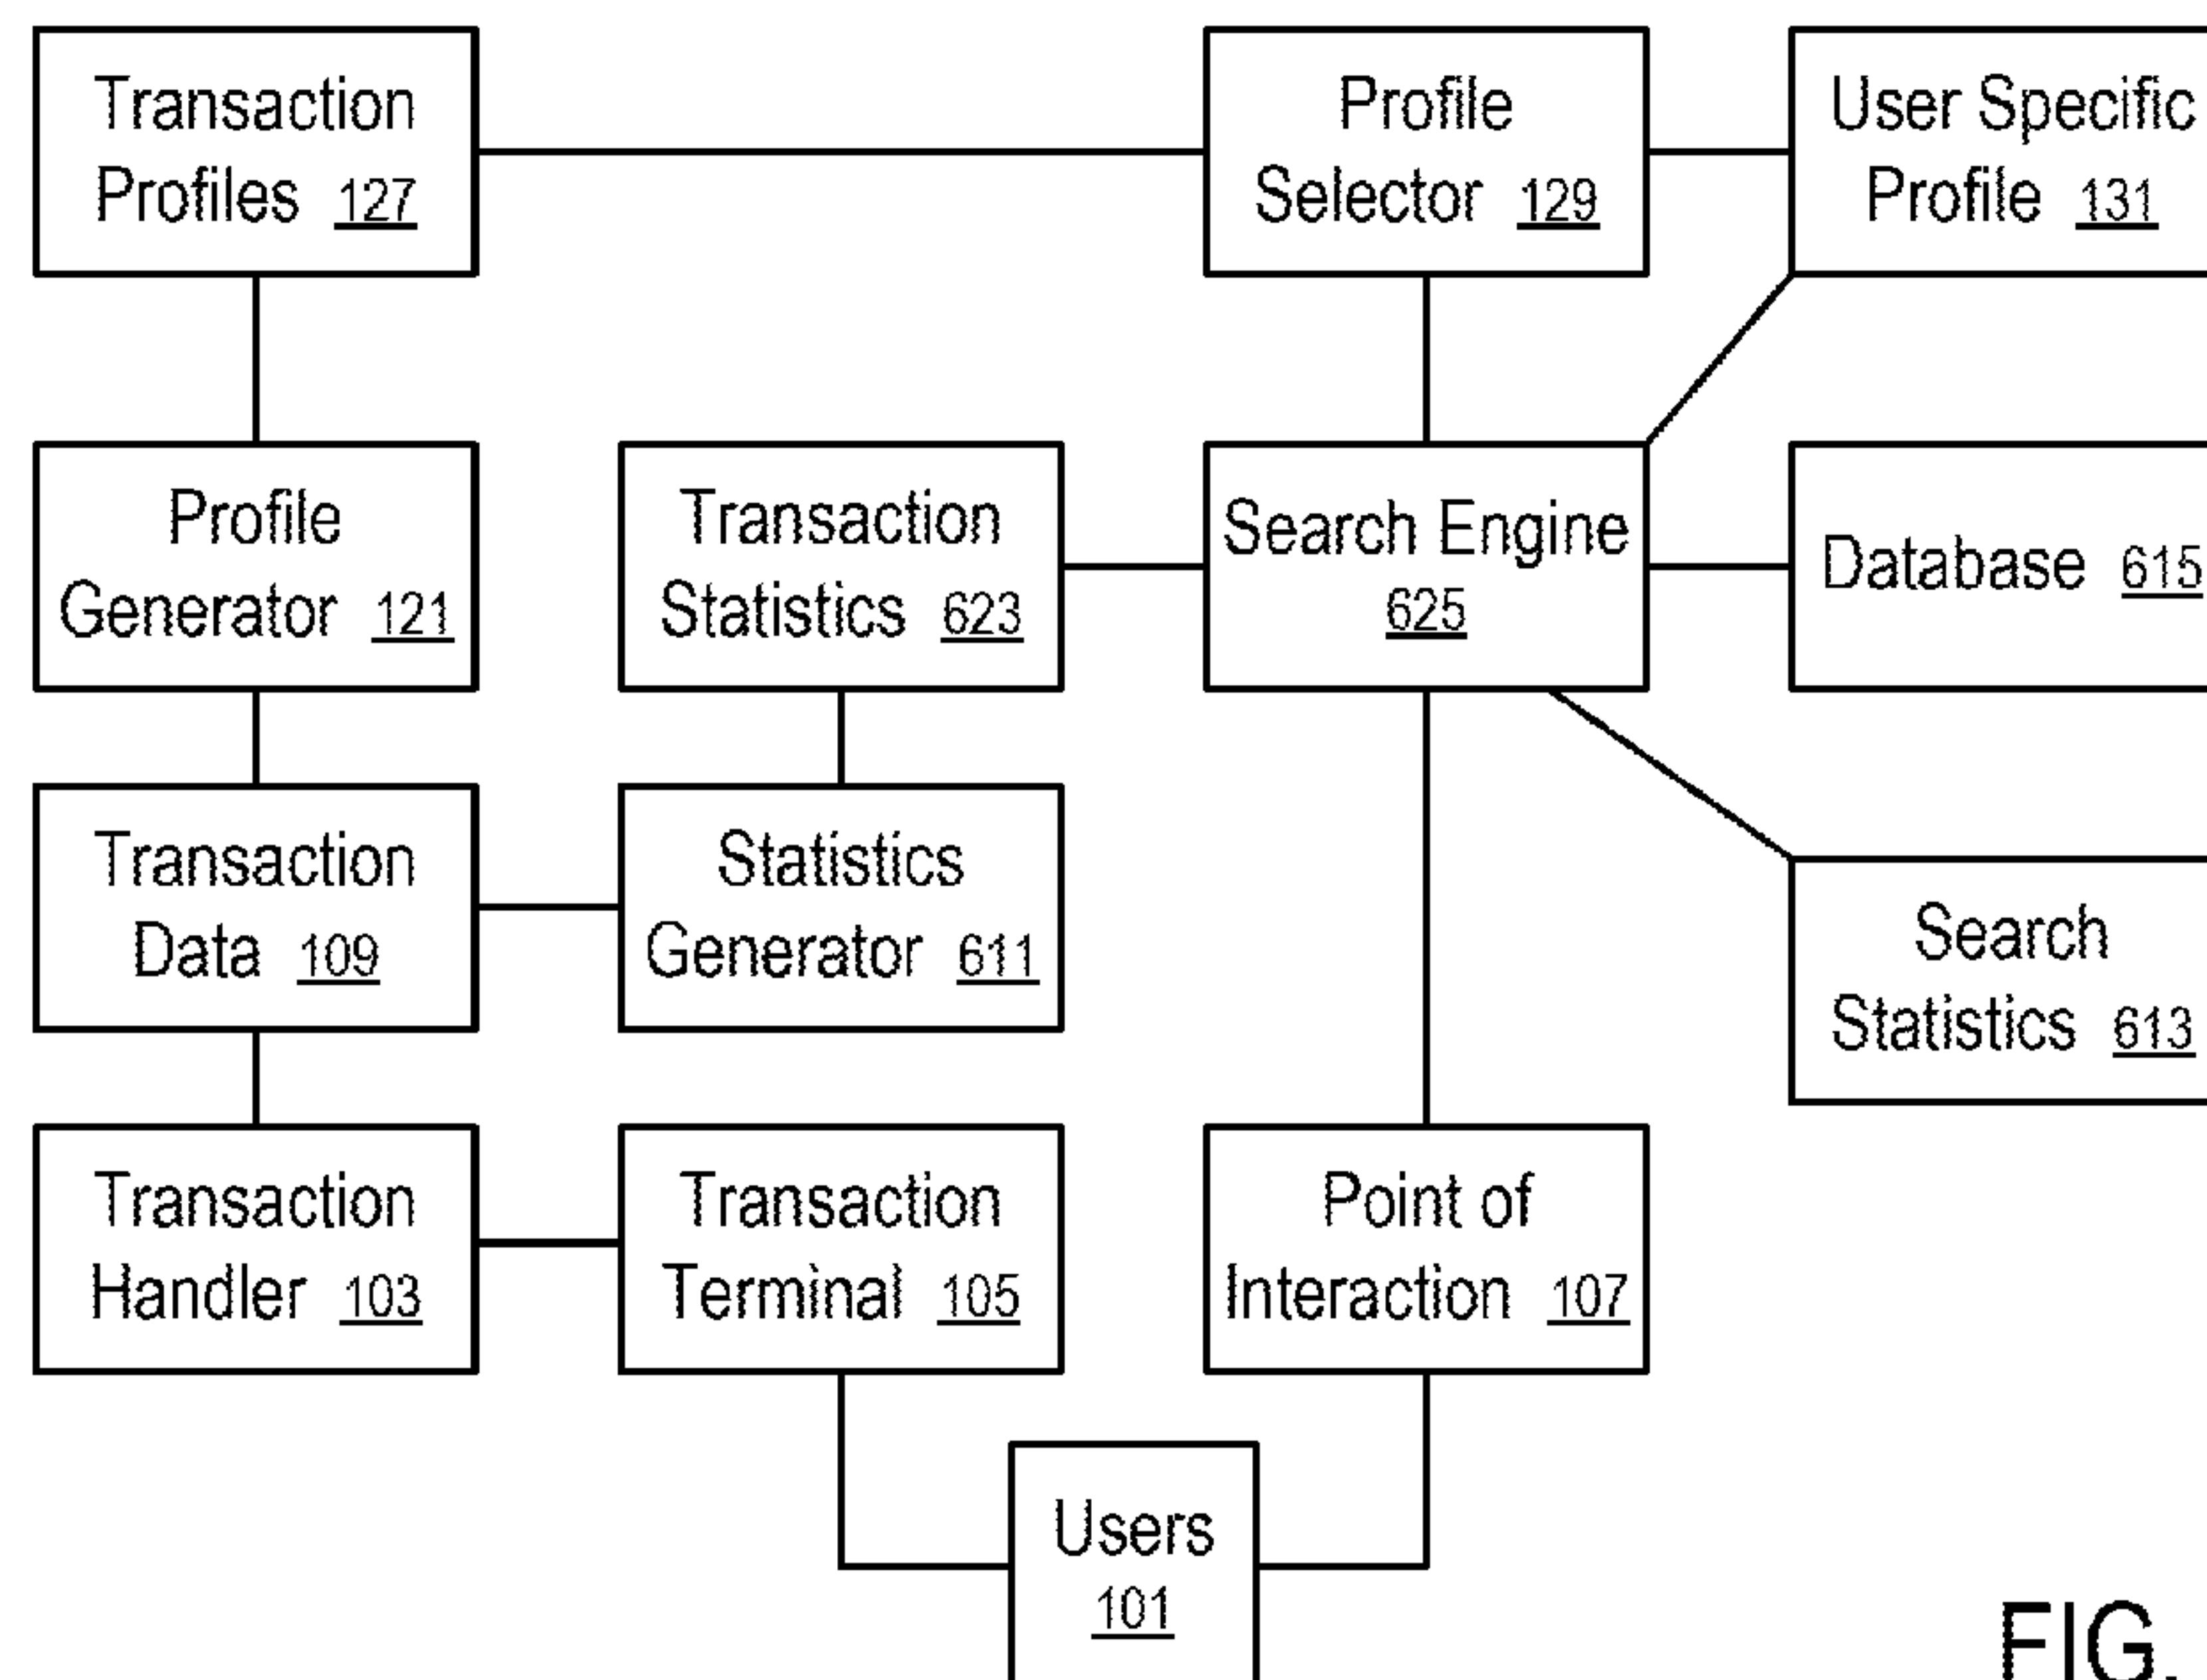 Transaction
Profiles 127
Profile
Selector 129
User Specific
Profile 131
Profile
Generator 121
Transaction
Statistics 623
Search Engine
625
Database 615
Transaction
Data 109
Statistics
Generator 611
Search
Statistics 613
Transaction
Handler 103
Transaction
Terminal 105
Point of
Interaction 107
Users
101
FIG.